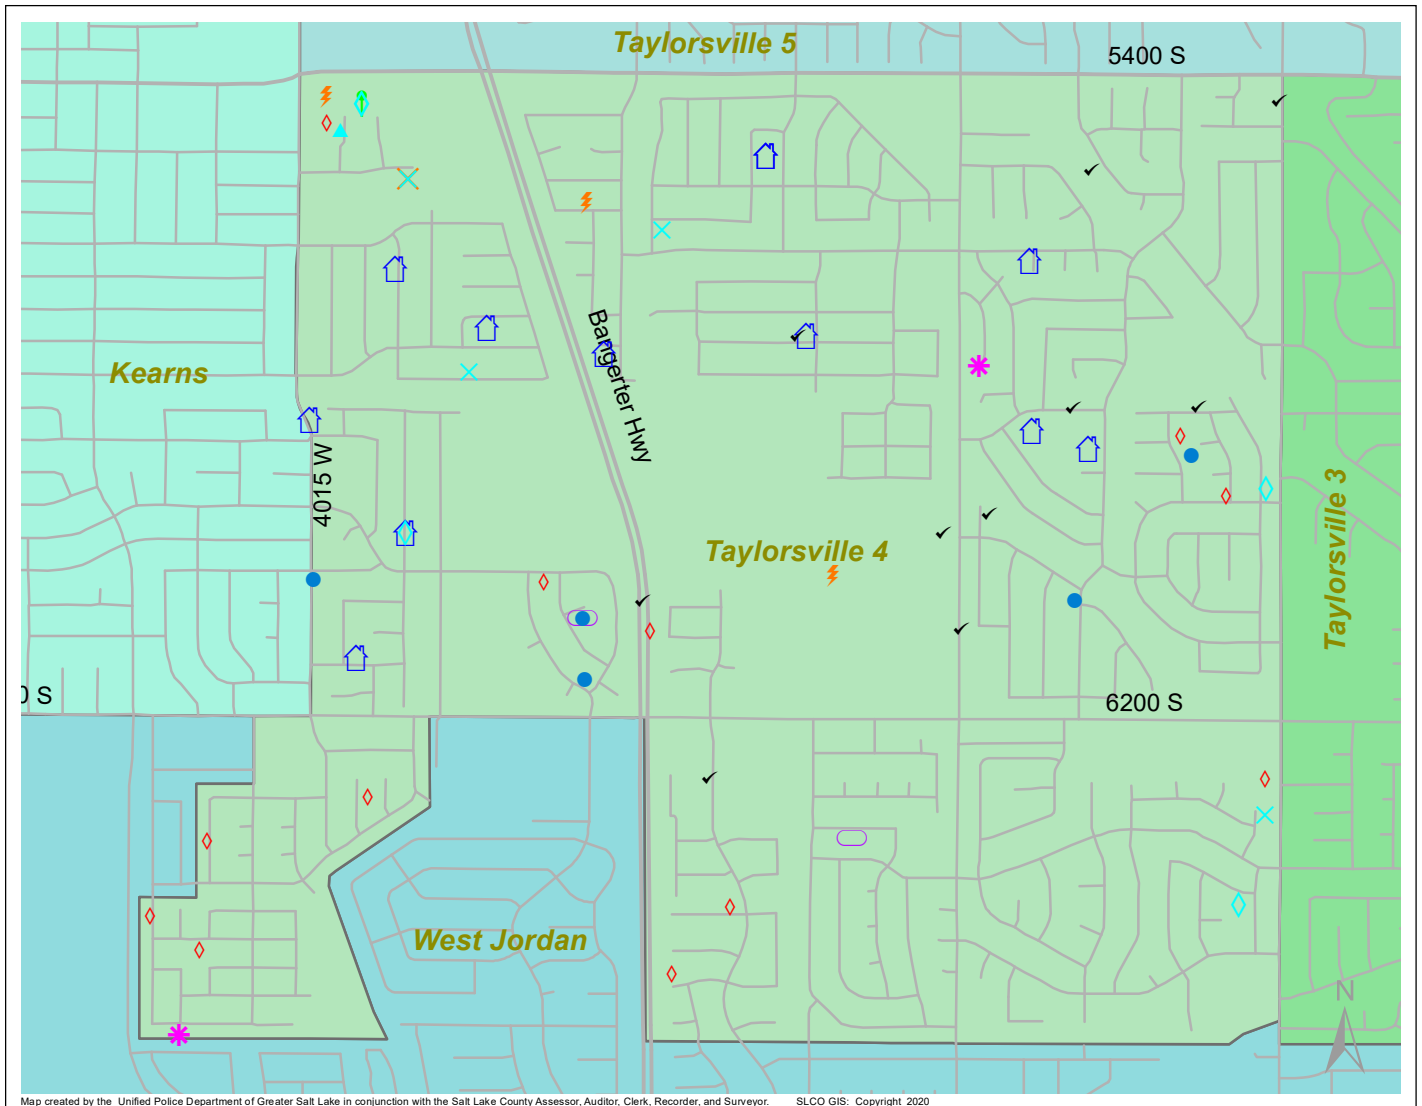 Taylorsville 5
5400 S
Bangerter Hwy
Kearns
4015 W
Taylorsville 4
Taylorsville 3
0 S
6200 S
West Jordan
N
Map created by the Unified Police Department of Greater Salt Lake in conjunction with the Salt Lake County Assessor, Auditor, Clerk, Recorder, and Surveyor. SLCO GIS: Copyright 2020